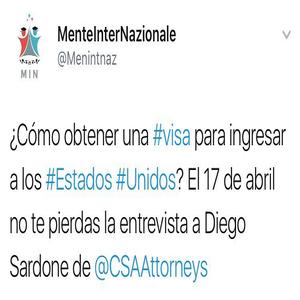 MenteInterNazionale
@Menintnaz
MIN
¿Cómo obtener una #visa para ingresar
a los #Estados #Unidos? El 17 de abril
no te pierdas la entrevista a Diego
Sardone de @CSAAttorneys